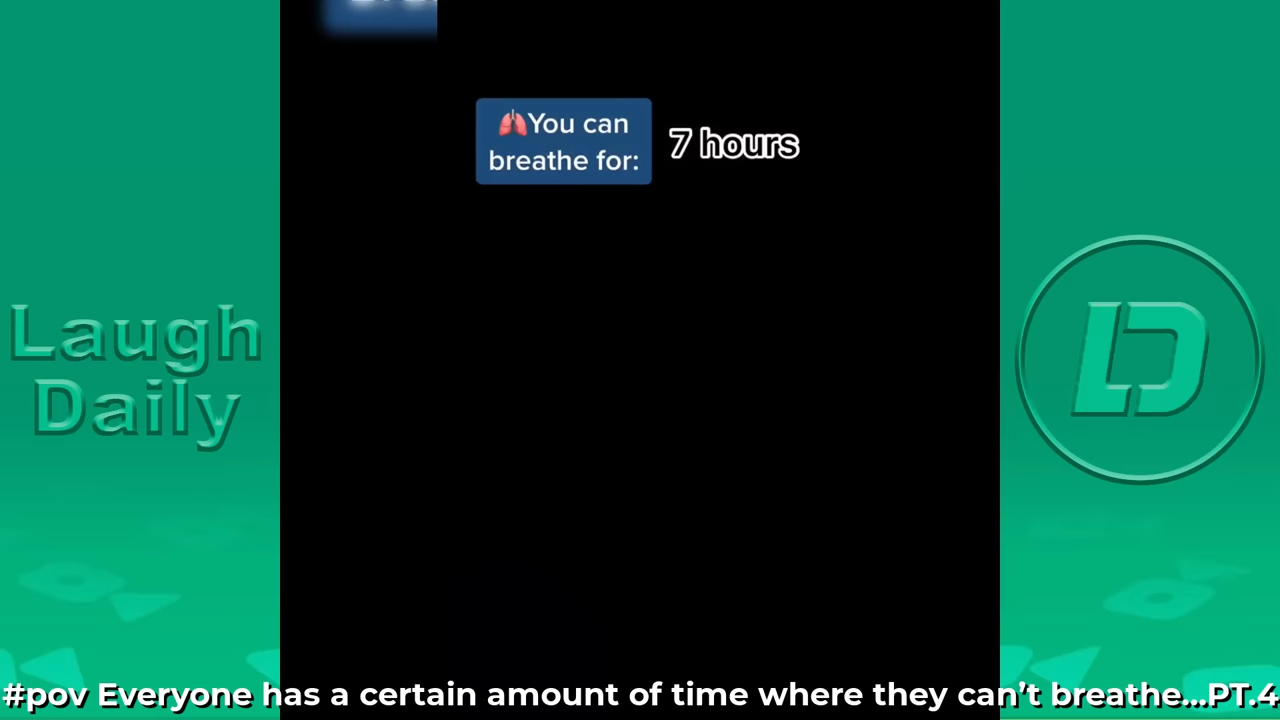 🫁You can
breathe for:
7 hours
Laugh
Daily
LD
#pov Everyone has a certain amount of time where they can’t breathe...PT.4